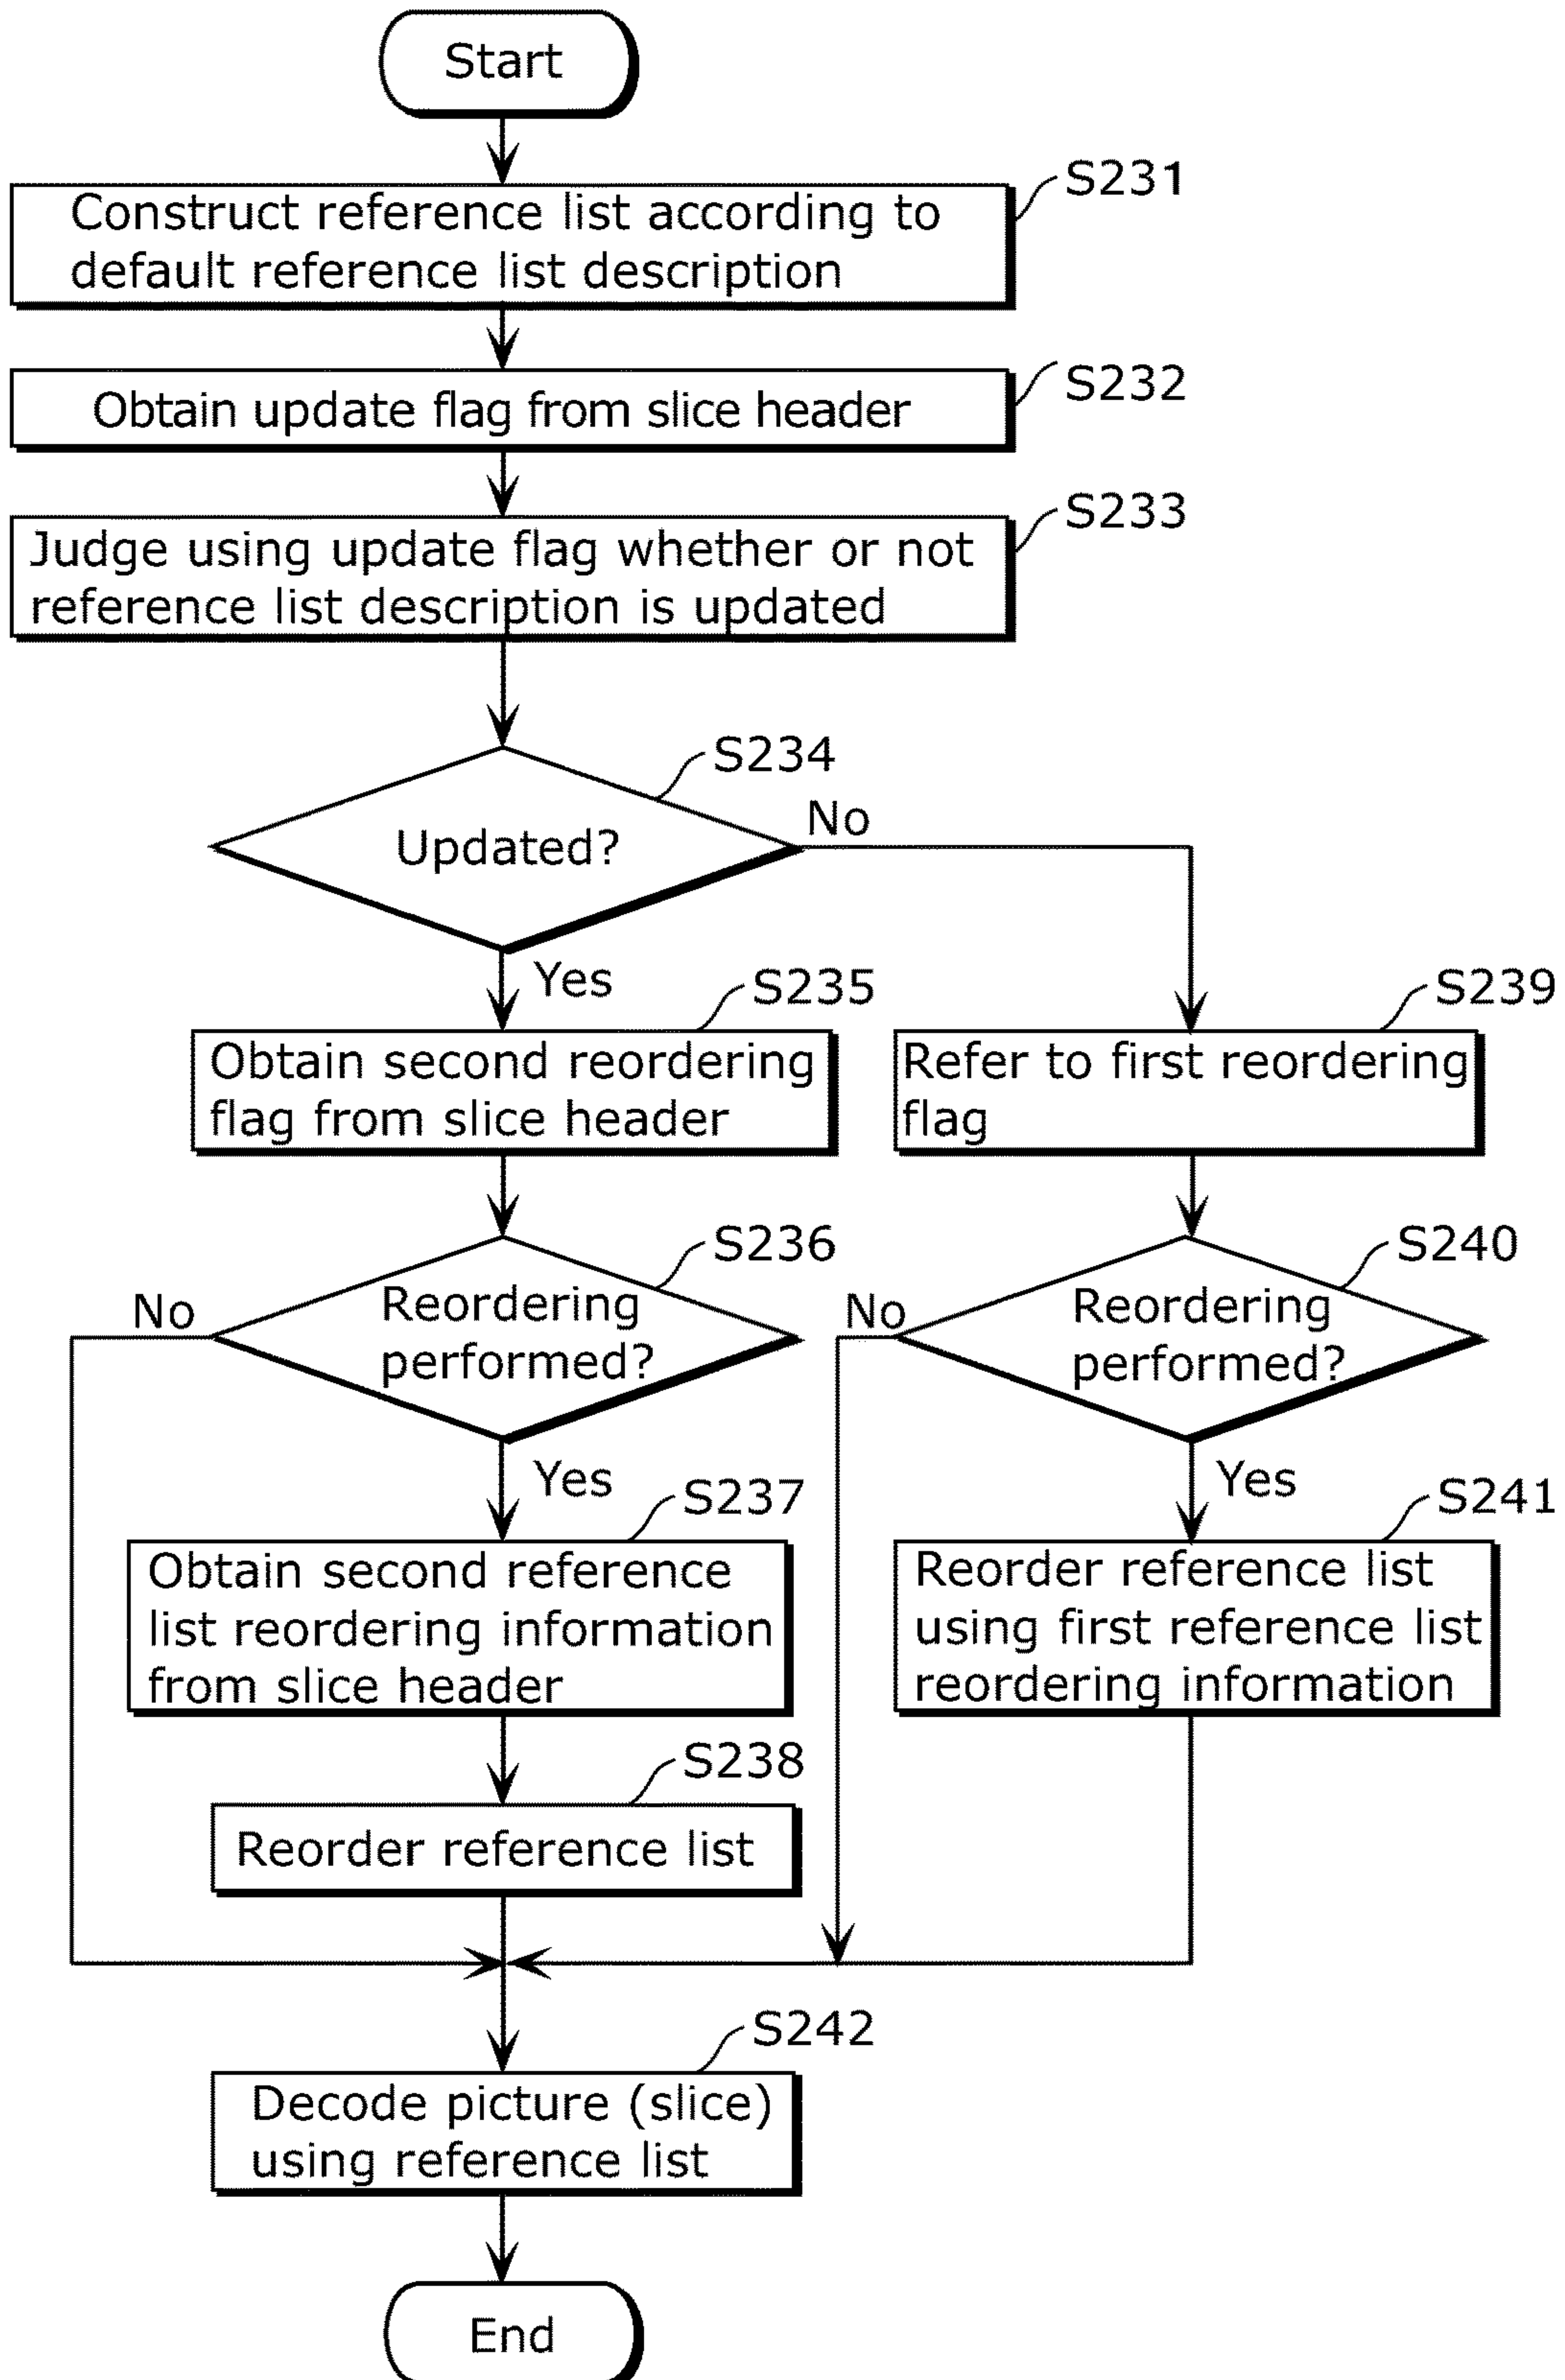 Start
S231
Construct reference list according to
default reference list description
S232
Obtain update flag from slice header
S233
Judge using update flag whether or not
reference list description is updated
S234
Updated?
No
Yes
S235
Obtain second reordering
flag from slice header
S239
Refer to first reordering
flag
S236
No
Reordering
performed?
Yes
S240
No
Reordering
performed?
Yes
S237
Obtain second reference
list reordering information
from slice header
S241
Reorder reference list
using first reference list
reordering information
S238
Reorder reference list
S242
Decode picture (slice)
using reference list
End